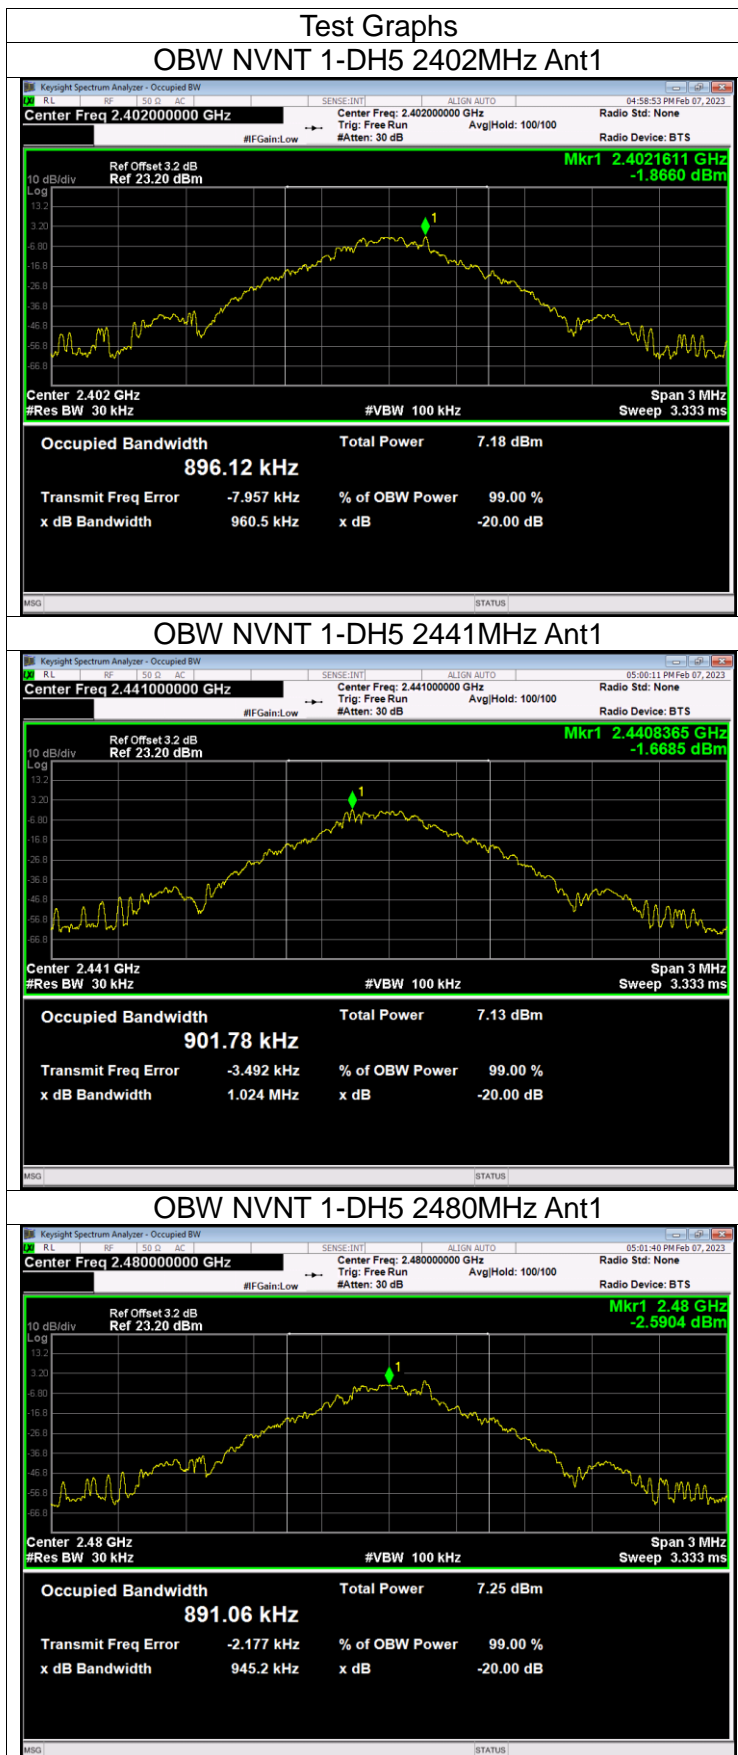 Test Graphs
OBW NVNT 1-DH5 2402MHz Ant1
Keysight Spectrum Analyzer - Occupied BW
RL RF 50 Ω AC SENSE:INT ALIGN AUTO 04:58:53 PM Feb 07, 2023
Center Freq 2.402000000 GHz Center Freq: 2.402000000 GHz Radio Std: None
Trig: Free Run Avg|Hold: 100/100
#IFGain:Low #Atten: 30 dB Radio Device: BTS
Mkr1 2.4021611 GHz
Ref Offset 3.2 dB
10 dB/div Ref 23.20 dBm -1.8660 dBm
Log
13.2
3.20
1
-6.80
-16.8
-26.8
-36.8
-46.8
-56.8
-66.8
Center 2.402 GHz Span 3 MHz
#Res BW 30 kHz #VBW 100 kHz Sweep 3.333 ms
Occupied Bandwidth Total Power 7.18 dBm
896.12 kHz
Transmit Freq Error -7.957 kHz % of OBW Power 99.00 %
x dB Bandwidth 960.5 kHz x dB -20.00 dB
MSG STATUS
OBW NVNT 1-DH5 2441MHz Ant1
Keysight Spectrum Analyzer - Occupied BW
RL RF 50 Ω AC SENSE:INT ALIGN AUTO 05:00:11 PM Feb 07, 2023
Center Freq 2.441000000 GHz Center Freq: 2.441000000 GHz Radio Std: None
Trig: Free Run Avg|Hold: 100/100
#IFGain:Low #Atten: 30 dB Radio Device: BTS
Mkr1 2.4408365 GHz
Ref Offset 3.2 dB
10 dB/div Ref 23.20 dBm -1.6685 dBm
Log
13.2
3.20
1
-6.80
-16.8
-26.8
-36.8
-46.8
-56.8
-66.8
Center 2.441 GHz Span 3 MHz
#Res BW 30 kHz #VBW 100 kHz Sweep 3.333 ms
Occupied Bandwidth Total Power 7.13 dBm
901.78 kHz
Transmit Freq Error -3.492 kHz % of OBW Power 99.00 %
x dB Bandwidth 1.024 MHz x dB -20.00 dB
MSG STATUS
OBW NVNT 1-DH5 2480MHz Ant1
Keysight Spectrum Analyzer - Occupied BW
RL RF 50 Ω AC SENSE:INT ALIGN AUTO 05:01:40 PM Feb 07, 2023
Center Freq 2.480000000 GHz Center Freq: 2.480000000 GHz Radio Std: None
Trig: Free Run Avg|Hold: 100/100
#IFGain:Low #Atten: 30 dB Radio Device: BTS
Mkr1 2.48 GHz
Ref Offset 3.2 dB
10 dB/div Ref 23.20 dBm -2.5904 dBm
Log
13.2
3.20
1
-6.80
-16.8
-26.8
-36.8
-46.8
-56.8
-66.8
Center 2.48 GHz Span 3 MHz
#Res BW 30 kHz #VBW 100 kHz Sweep 3.333 ms
Occupied Bandwidth Total Power 7.25 dBm
891.06 kHz
Transmit Freq Error -2.177 kHz % of OBW Power 99.00 %
x dB Bandwidth 945.2 kHz x dB -20.00 dB
MSG STATUS